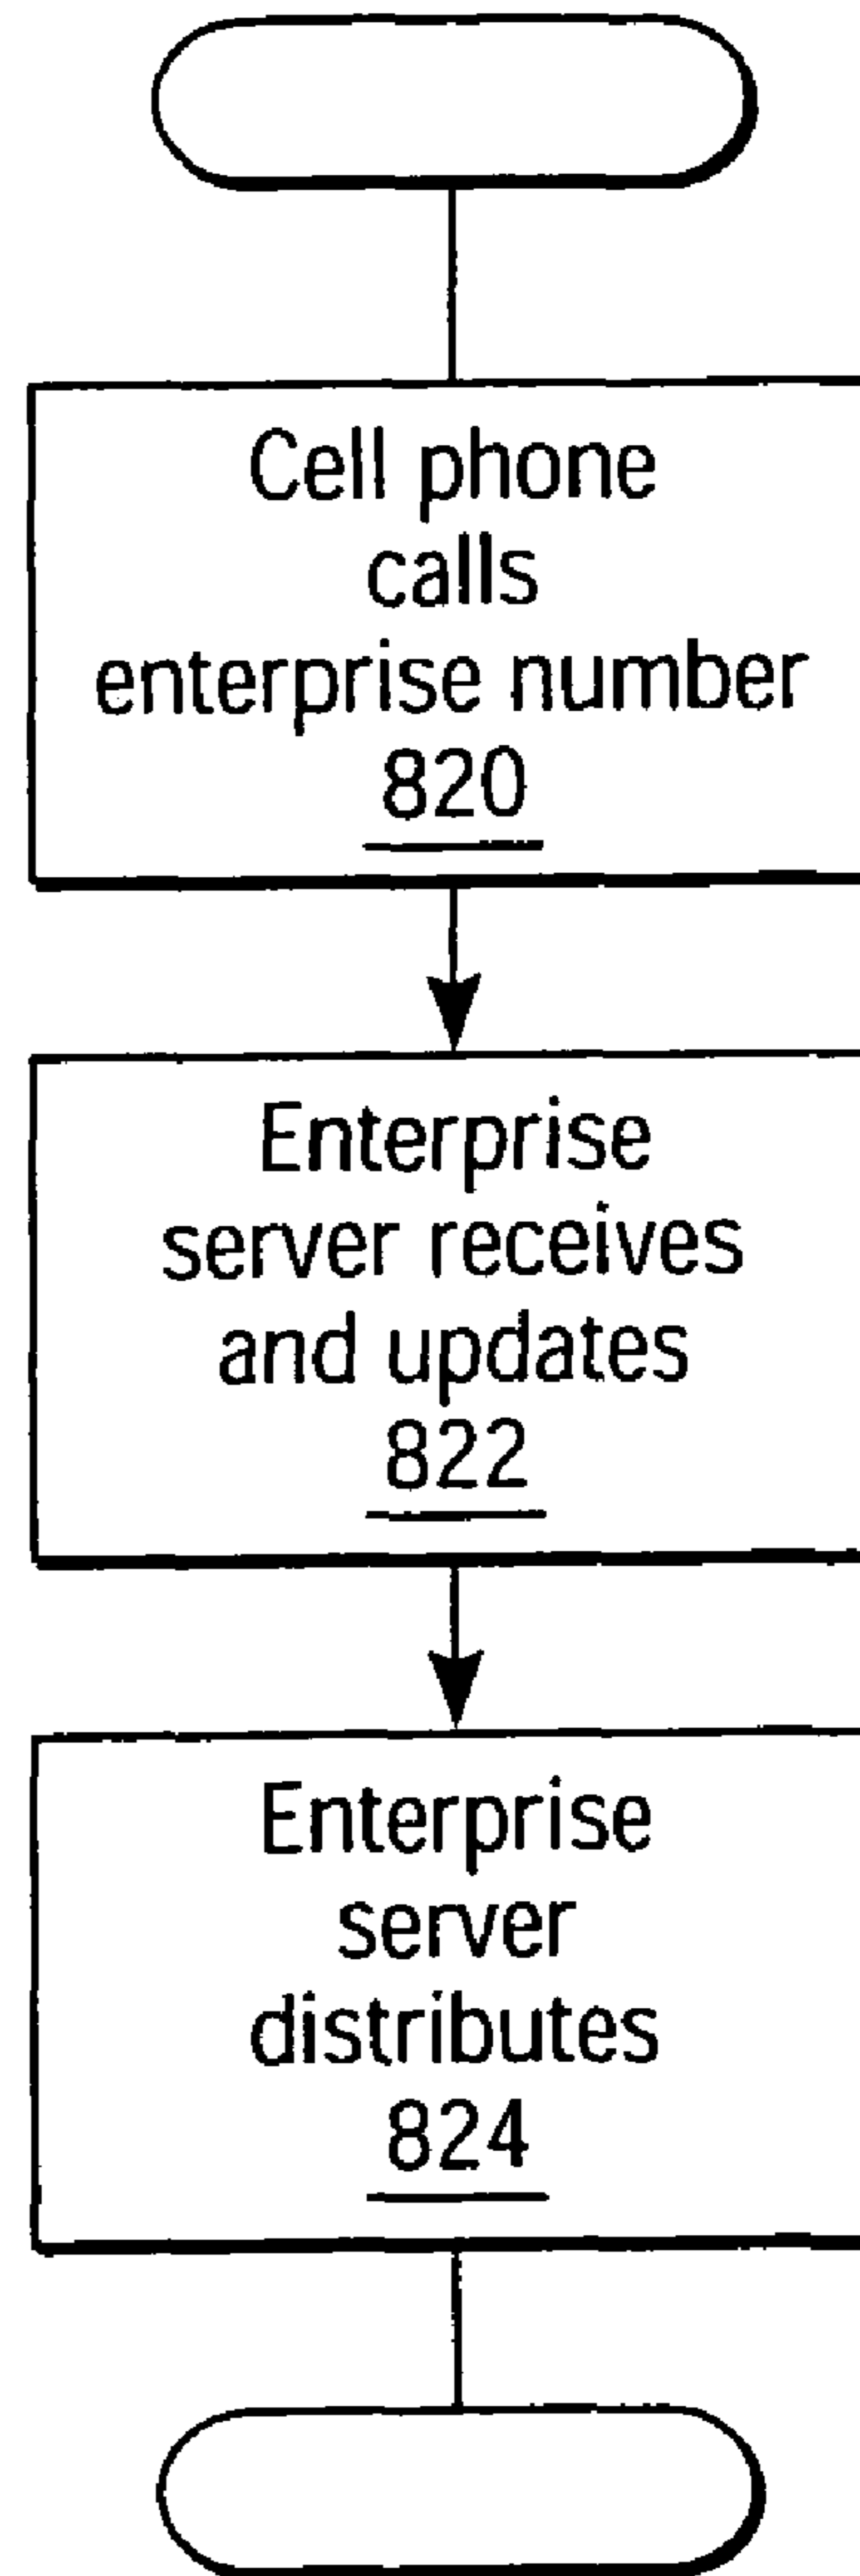 Cell phone
calls
enterprise number
820
Enterprise
server receives
and updates
822
Enterprise
server
distributes
824